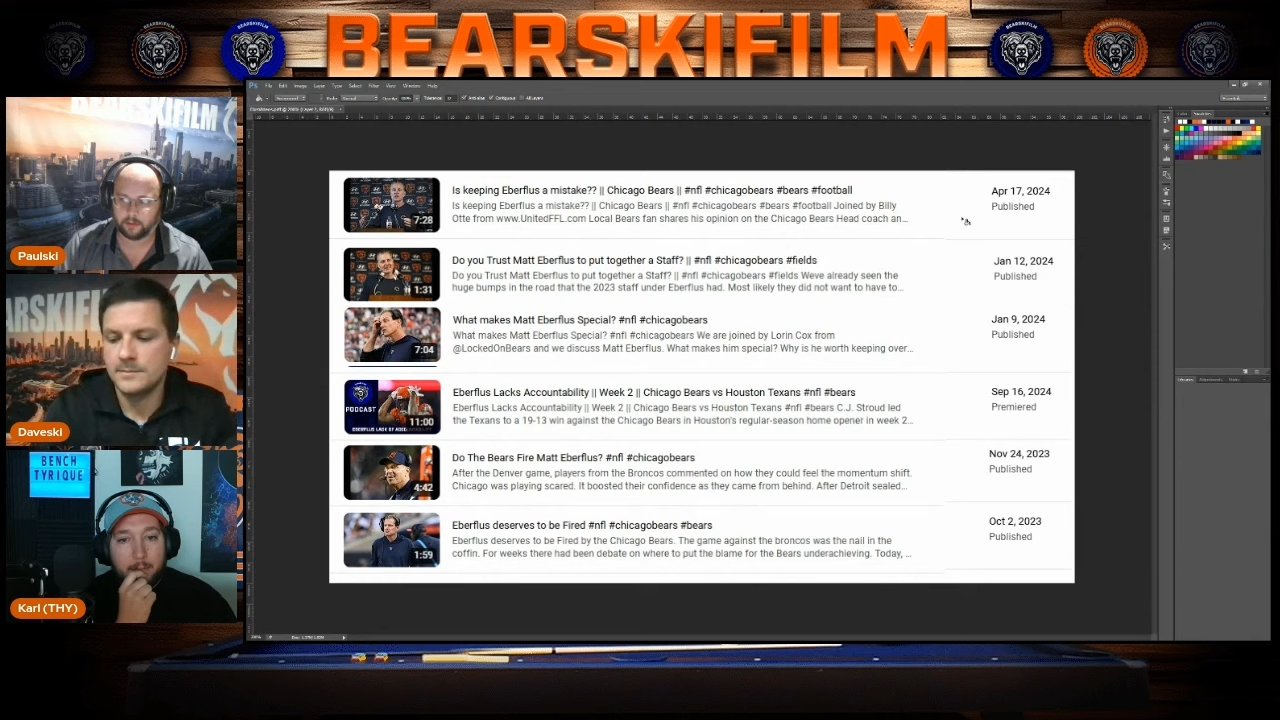 BEARSKIFILM
Paulski
Daveski
BENCH
TYRIQUE
Karl (THY)
File Edit Image Layer Type Select Filter View Window Help
7:28
Is keeping Eberflus a mistake?? || Chicago Bears || #nfl #chicagobears #bears #football
Is keeping Eberflus a mistake?? || Chicago Bears || #nfl #chicagobears #bears #football Joined by Billy
Otte from www.UnitedFFL.com Local Bears fan shares his opinion on the Chicago Bears Head coach an...
Apr 17, 2024
Published
1:31
Do you Trust Matt Eberflus to put together a Staff? || #nfl #chicagobears #fields
Do you Trust Matt Eberflus to put together a Staff? || #nfl #chicagobears #fields Weve already seen the
huge bumps in the road that the 2023 staff under Eberflus had. Most likely they did not want to have to...
Jan 12, 2024
Published
7:04
What makes Matt Eberflus Special? #nfl #chicagobears
What makes Matt Eberflus Special? #nfl #chicagobears We are joined by Lorin Cox from
@LockedOnBears and we discuss Matt Eberflus. What makes him special? Why is he worth keeping over...
Jan 9, 2024
Published
PODCAST
11:00
Eberflus Lacks Accountability || Week 2 || Chicago Bears vs Houston Texans #nfl #bears
Eberflus Lacks Accountability || Week 2 || Chicago Bears vs Houston Texans #nfl #bears C.J. Stroud led
the Texans to a 19-13 win against the Chicago Bears in Houston's regular-season home opener in week 2...
Sep 16, 2024
Premiered
4:42
Do The Bears Fire Matt Eberflus? #nfl #chicagobears
After the Denver game, players from the Broncos commented on how they could feel the momentum shift.
Chicago was playing scared. It boosted their confidence as they came from behind. After Detroit sealed...
Nov 24, 2023
Published
1:59
Eberflus deserves to be Fired #nfl #chicagobears #bears
Eberflus deserves to be Fired by the Chicago Bears. The game against the broncos was the nail in the
coffin. For weeks there had been debate on where to put the blame for the Bears underachieving. Today, ...
Oct 2, 2023
Published